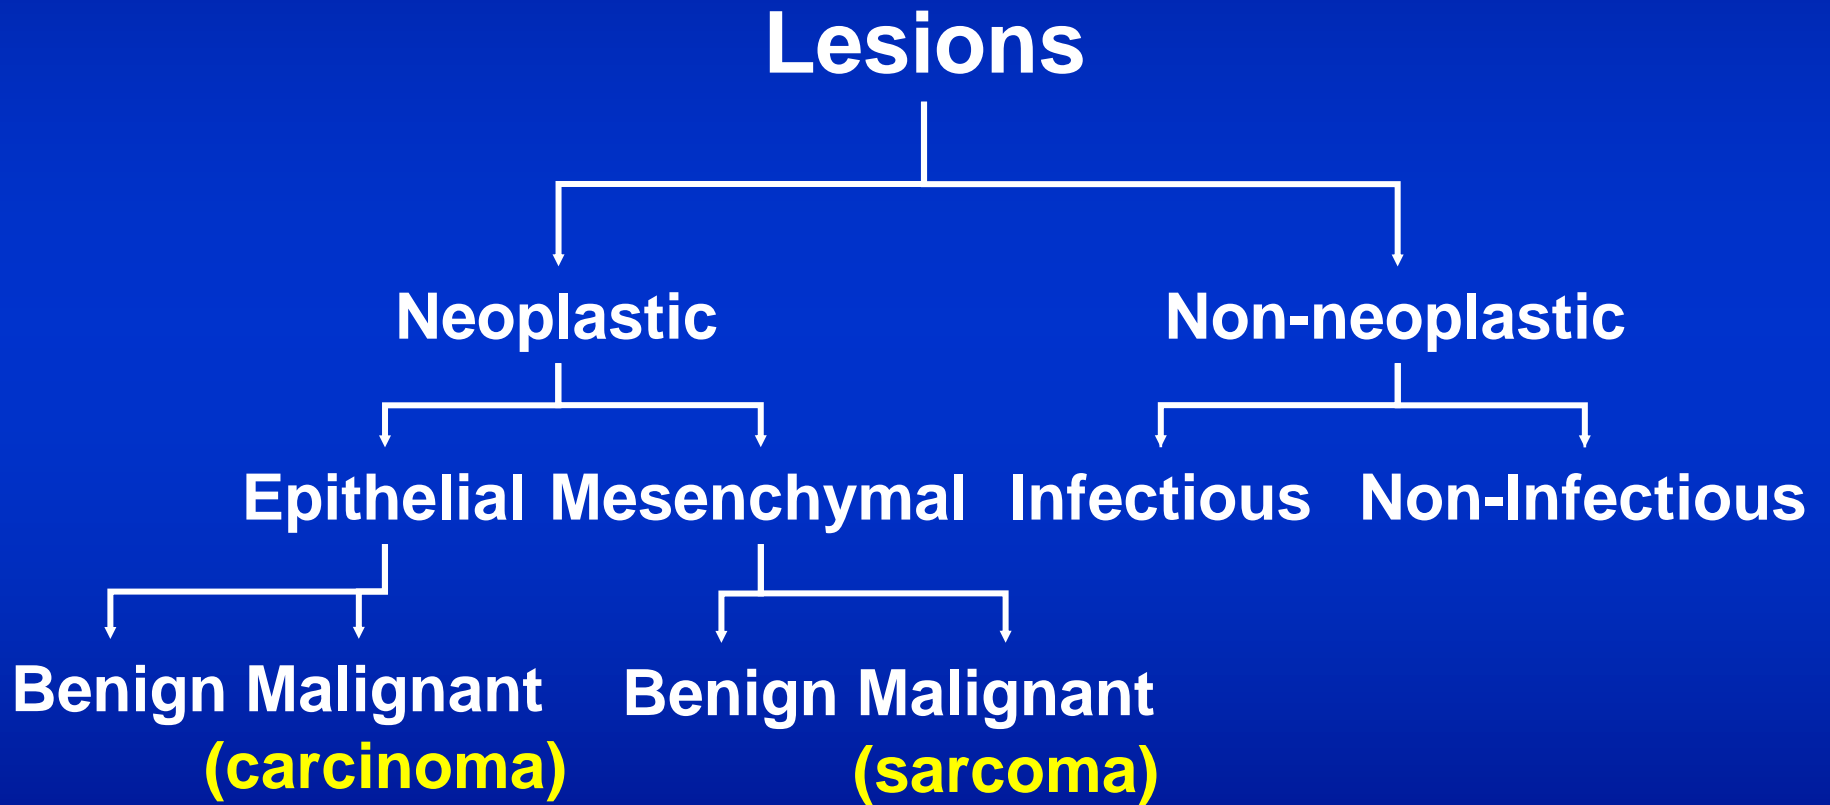 Lesions
Neoplastic Non-neoplastic
Epithelial Mesenchymal Infectious Non-Infectious
Benign Malignant Benign Malignant
(carcinoma) (sarcoma)